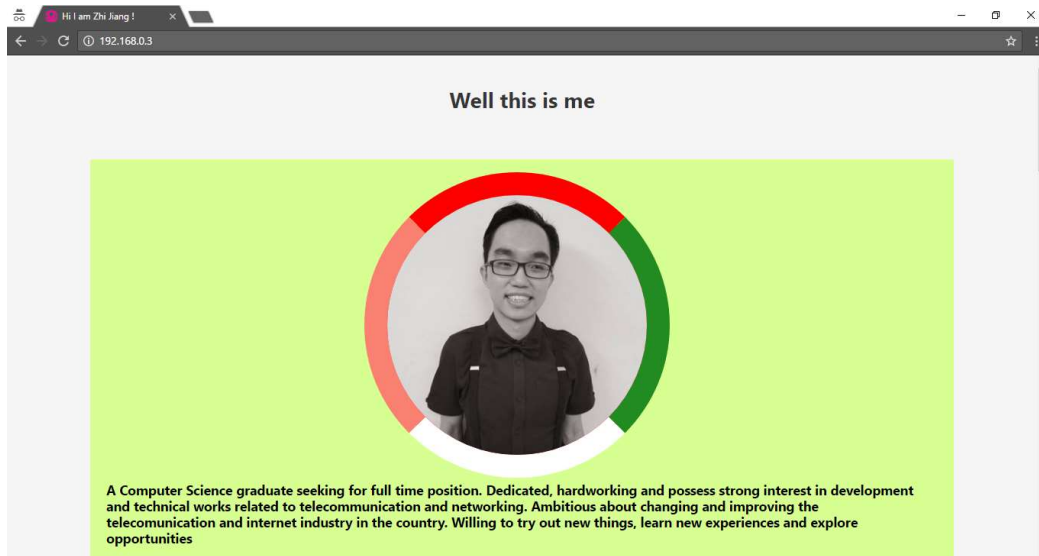 Hi I am Zhi Jiang !
192.168.0.3
Well this is me
A Computer Science graduate seeking for full time position. Dedicated, hardworking and possess strong interest in development
and technical works related to telecommunication and networking. Ambitious about changing and improving the
telecomunication and internet industry in the country. Willing to try out new things, learn new experiences and explore
opportunities